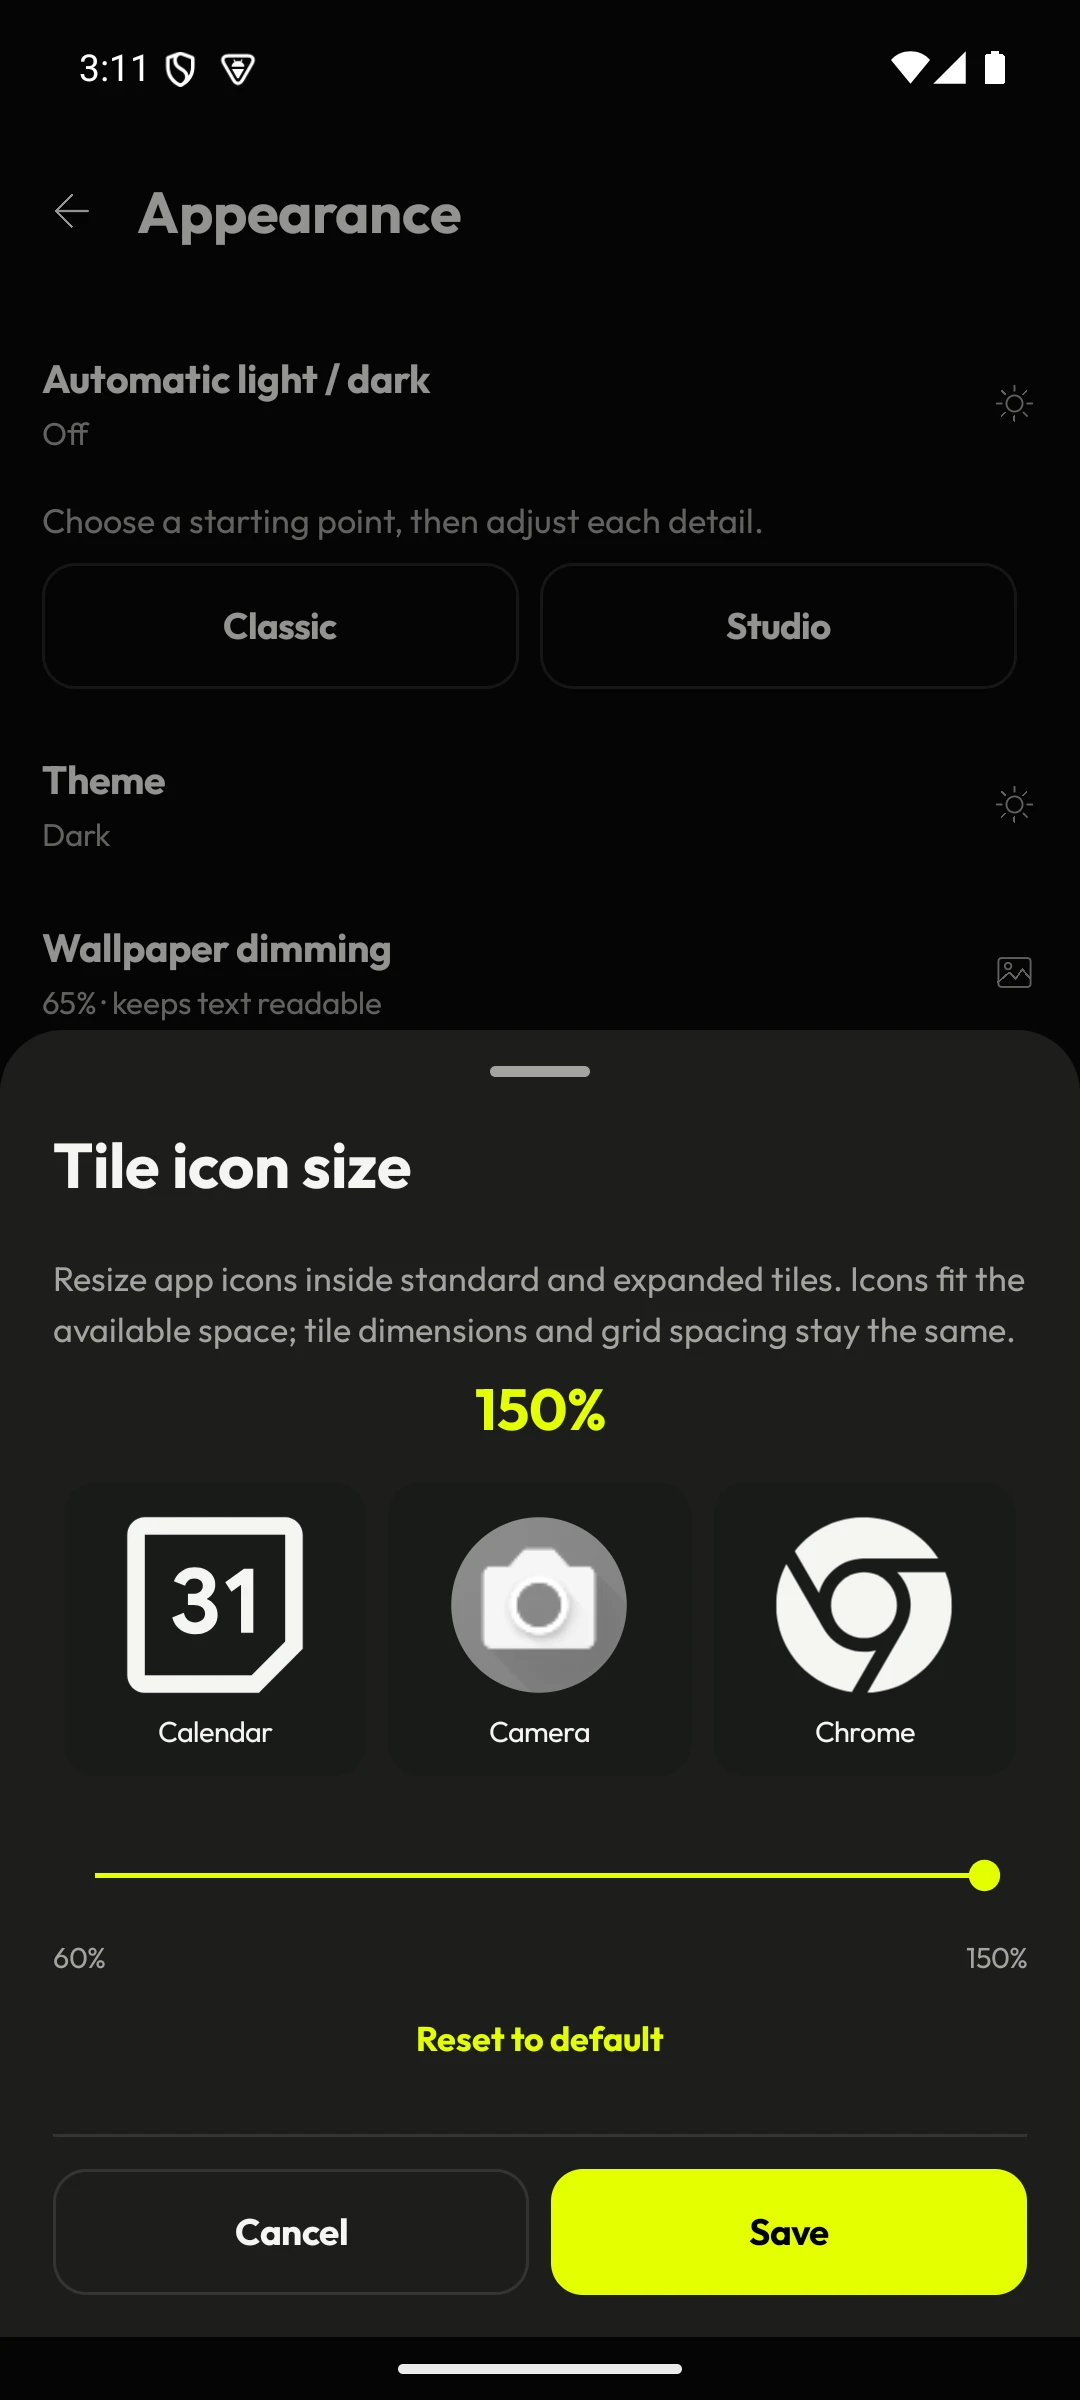 3:11
Appearance
Automatic light / dark
Off
Choose a starting point, then adjust each detail.
Classic
Studio
Theme
Dark
Wallpaper dimming
65% · keeps text readable
Tile icon size
Resize app icons inside standard and expanded tiles. Icons fit the
available space; tile dimensions and grid spacing stay the same.
150%
31
Calendar
Camera
Chrome
60%
150%
Reset to default
Cancel
Save